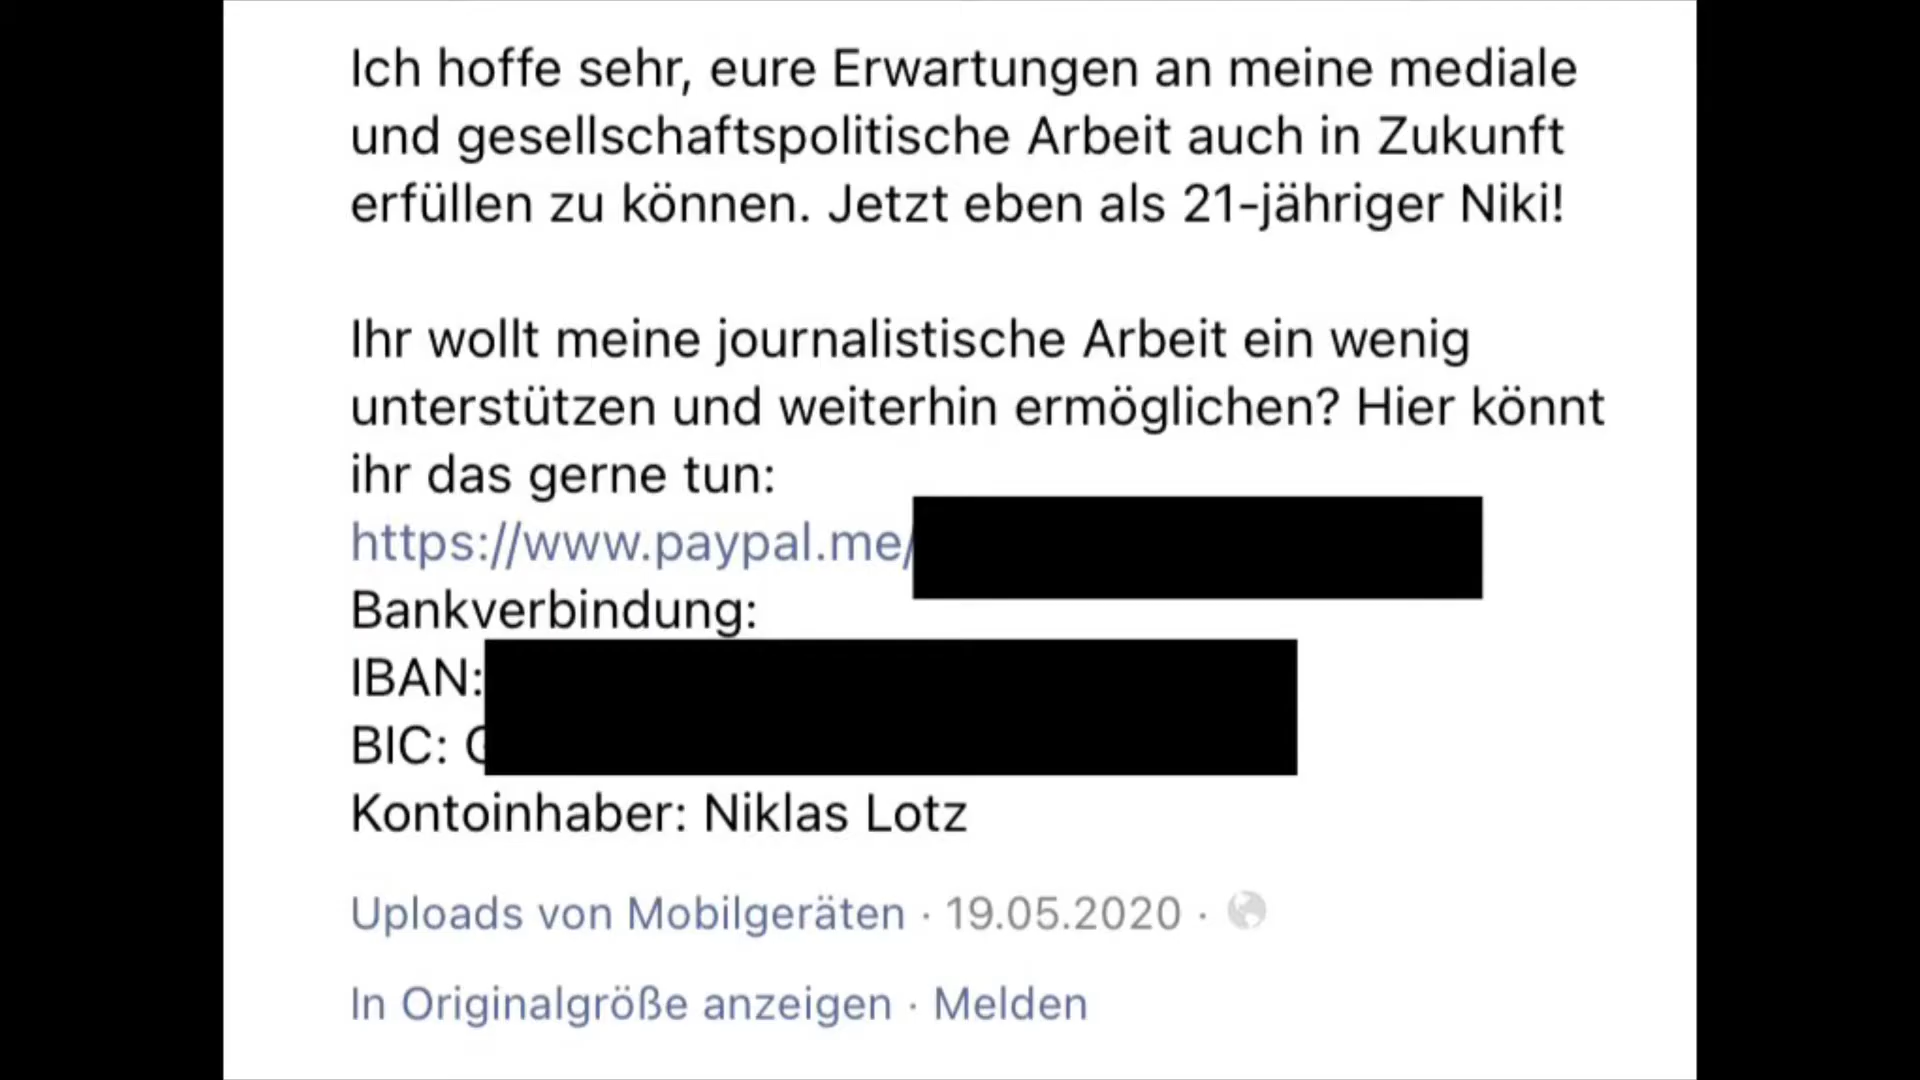 Ich hoffe sehr, eure Erwartungen an meine mediale
und gesellschaftspolitische Arbeit auch in Zukunft
erfüllen zu können. Jetzt eben als 21-jähriger Niki!
Ihr wollt meine journalistische Arbeit ein wenig
unterstützen und weiterhin ermöglichen? Hier könnt
ihr das gerne tun:
https://www.paypal.me/
Bankverbindung:
IBAN:
BIC:
Kontoinhaber: Niklas Lotz
Uploads von Mobilgeräten · 19.05.2020 ·
In Originalgröße anzeigen · Melden